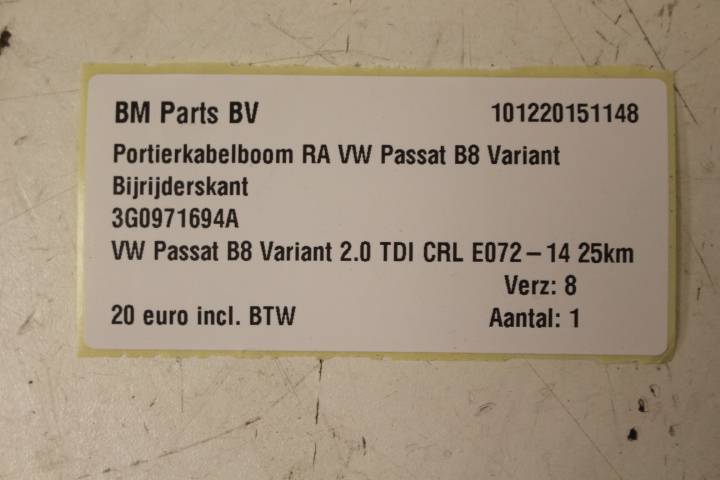 BM Parts BV 101220151148
Portierkabelboom RA VW Passat B8 Variant
Bijrijderskant
3G0971694A
VW Passat B8 Variant 2.0 TDI CRL E072-14 25km
Verz: 8
20 euro incl. BTW Aantal: 1